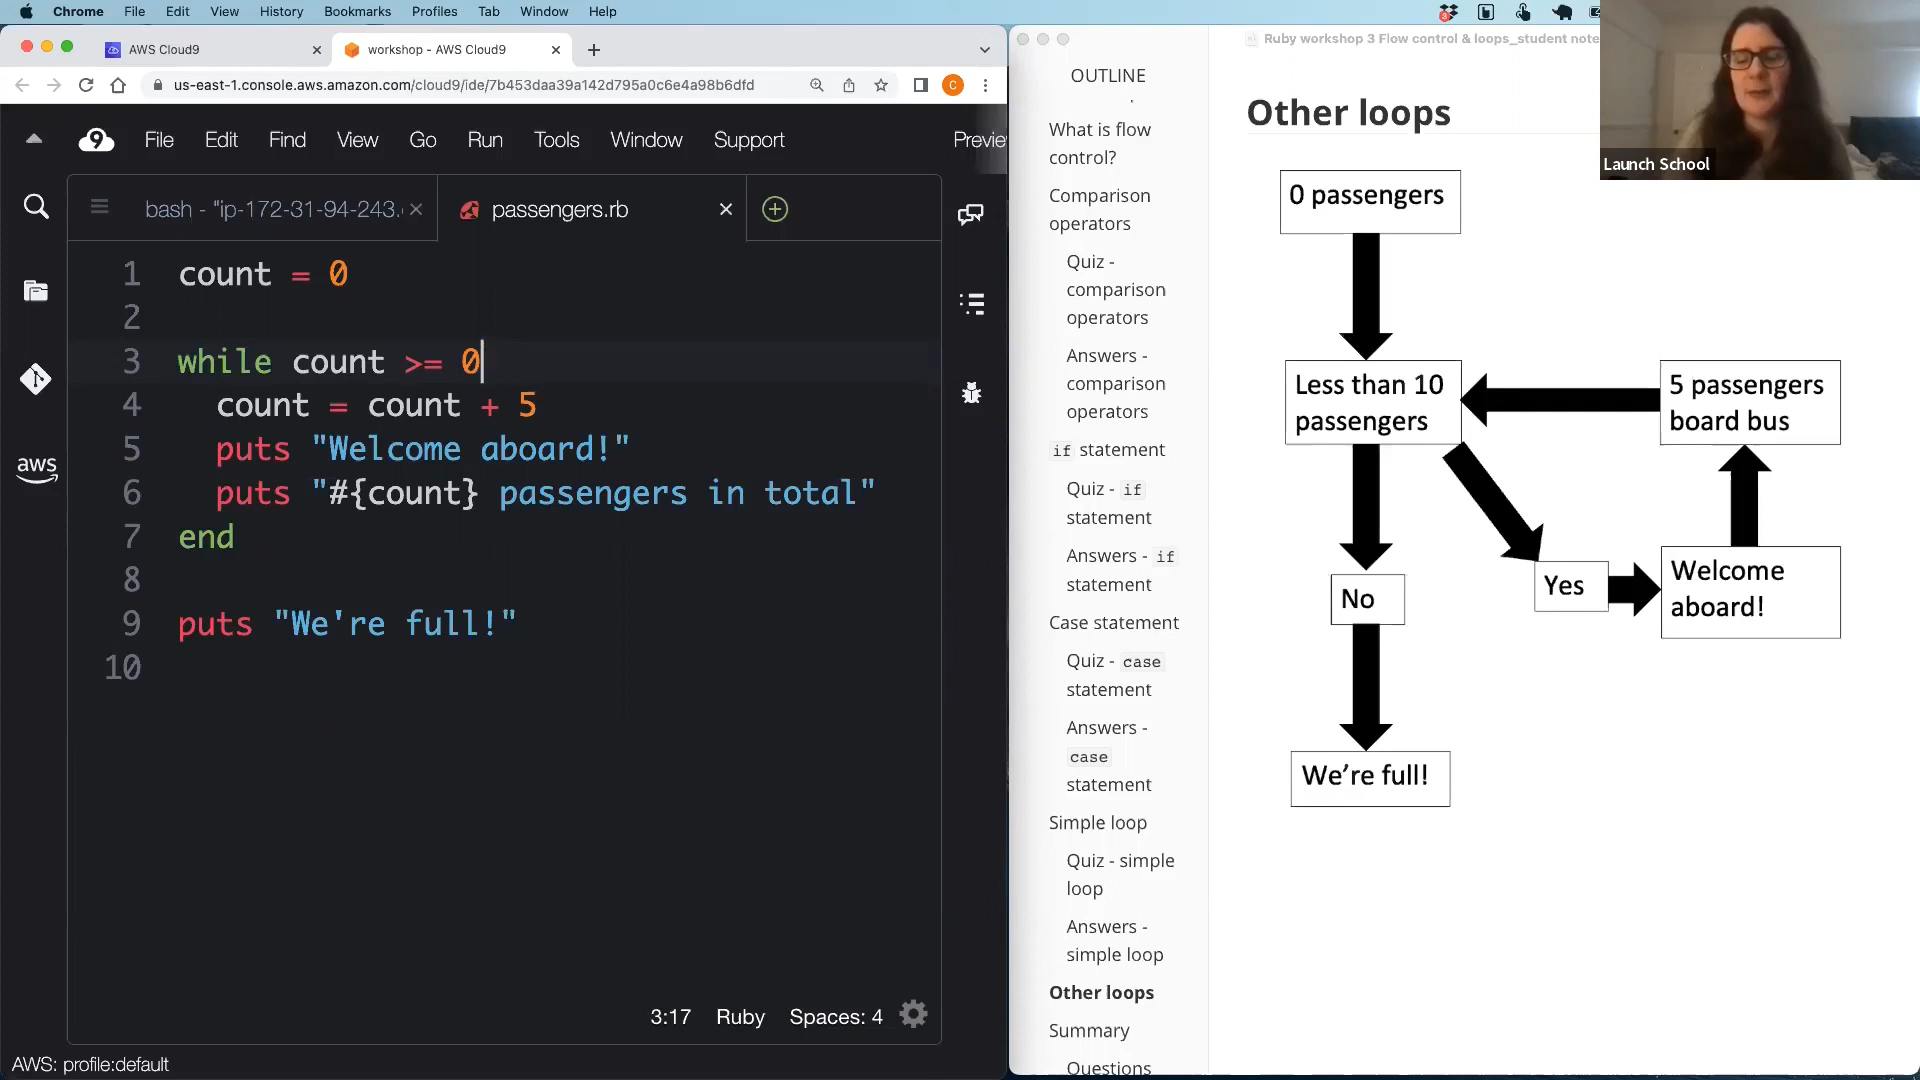 Chrome File Edit View History Bookmarks Profiles Tab Window Help
AWS Cloud9
workshop - AWS Cloud9
us-east-1.console.aws.amazon.com/cloud9/ide/7b453daa39a142d795a0c6e4a98b6dfd
C
9 File Edit Find View Go Run Tools Window Support Preview
bash - "ip-172-31-94-243.
passengers.rb
aws
1 count = 0
2
3 while count >= 0
4 count = count + 5
5 puts "Welcome aboard!"
6 puts "#{count} passengers in total"
7 end
8
9 puts "We're full!"
10
3:17 Ruby Spaces: 4
AWS: profile:default
Ruby workshop 3 Flow control & loops_student note
OUTLINE
What is flow
control?
Comparison
operators
Quiz -
comparison
operators
Answers -
comparison
operators
if statement
Quiz - if
statement
Answers - if
statement
Case statement
Quiz - case
statement
Answers -
case
statement
Simple loop
Quiz - simple
loop
Answers -
simple loop
Other loops
Summary
Questions
Other loops
0 passengers
Less than 10
passengers
5 passengers
board bus
No
Yes
Welcome
aboard!
We're full!
Launch School